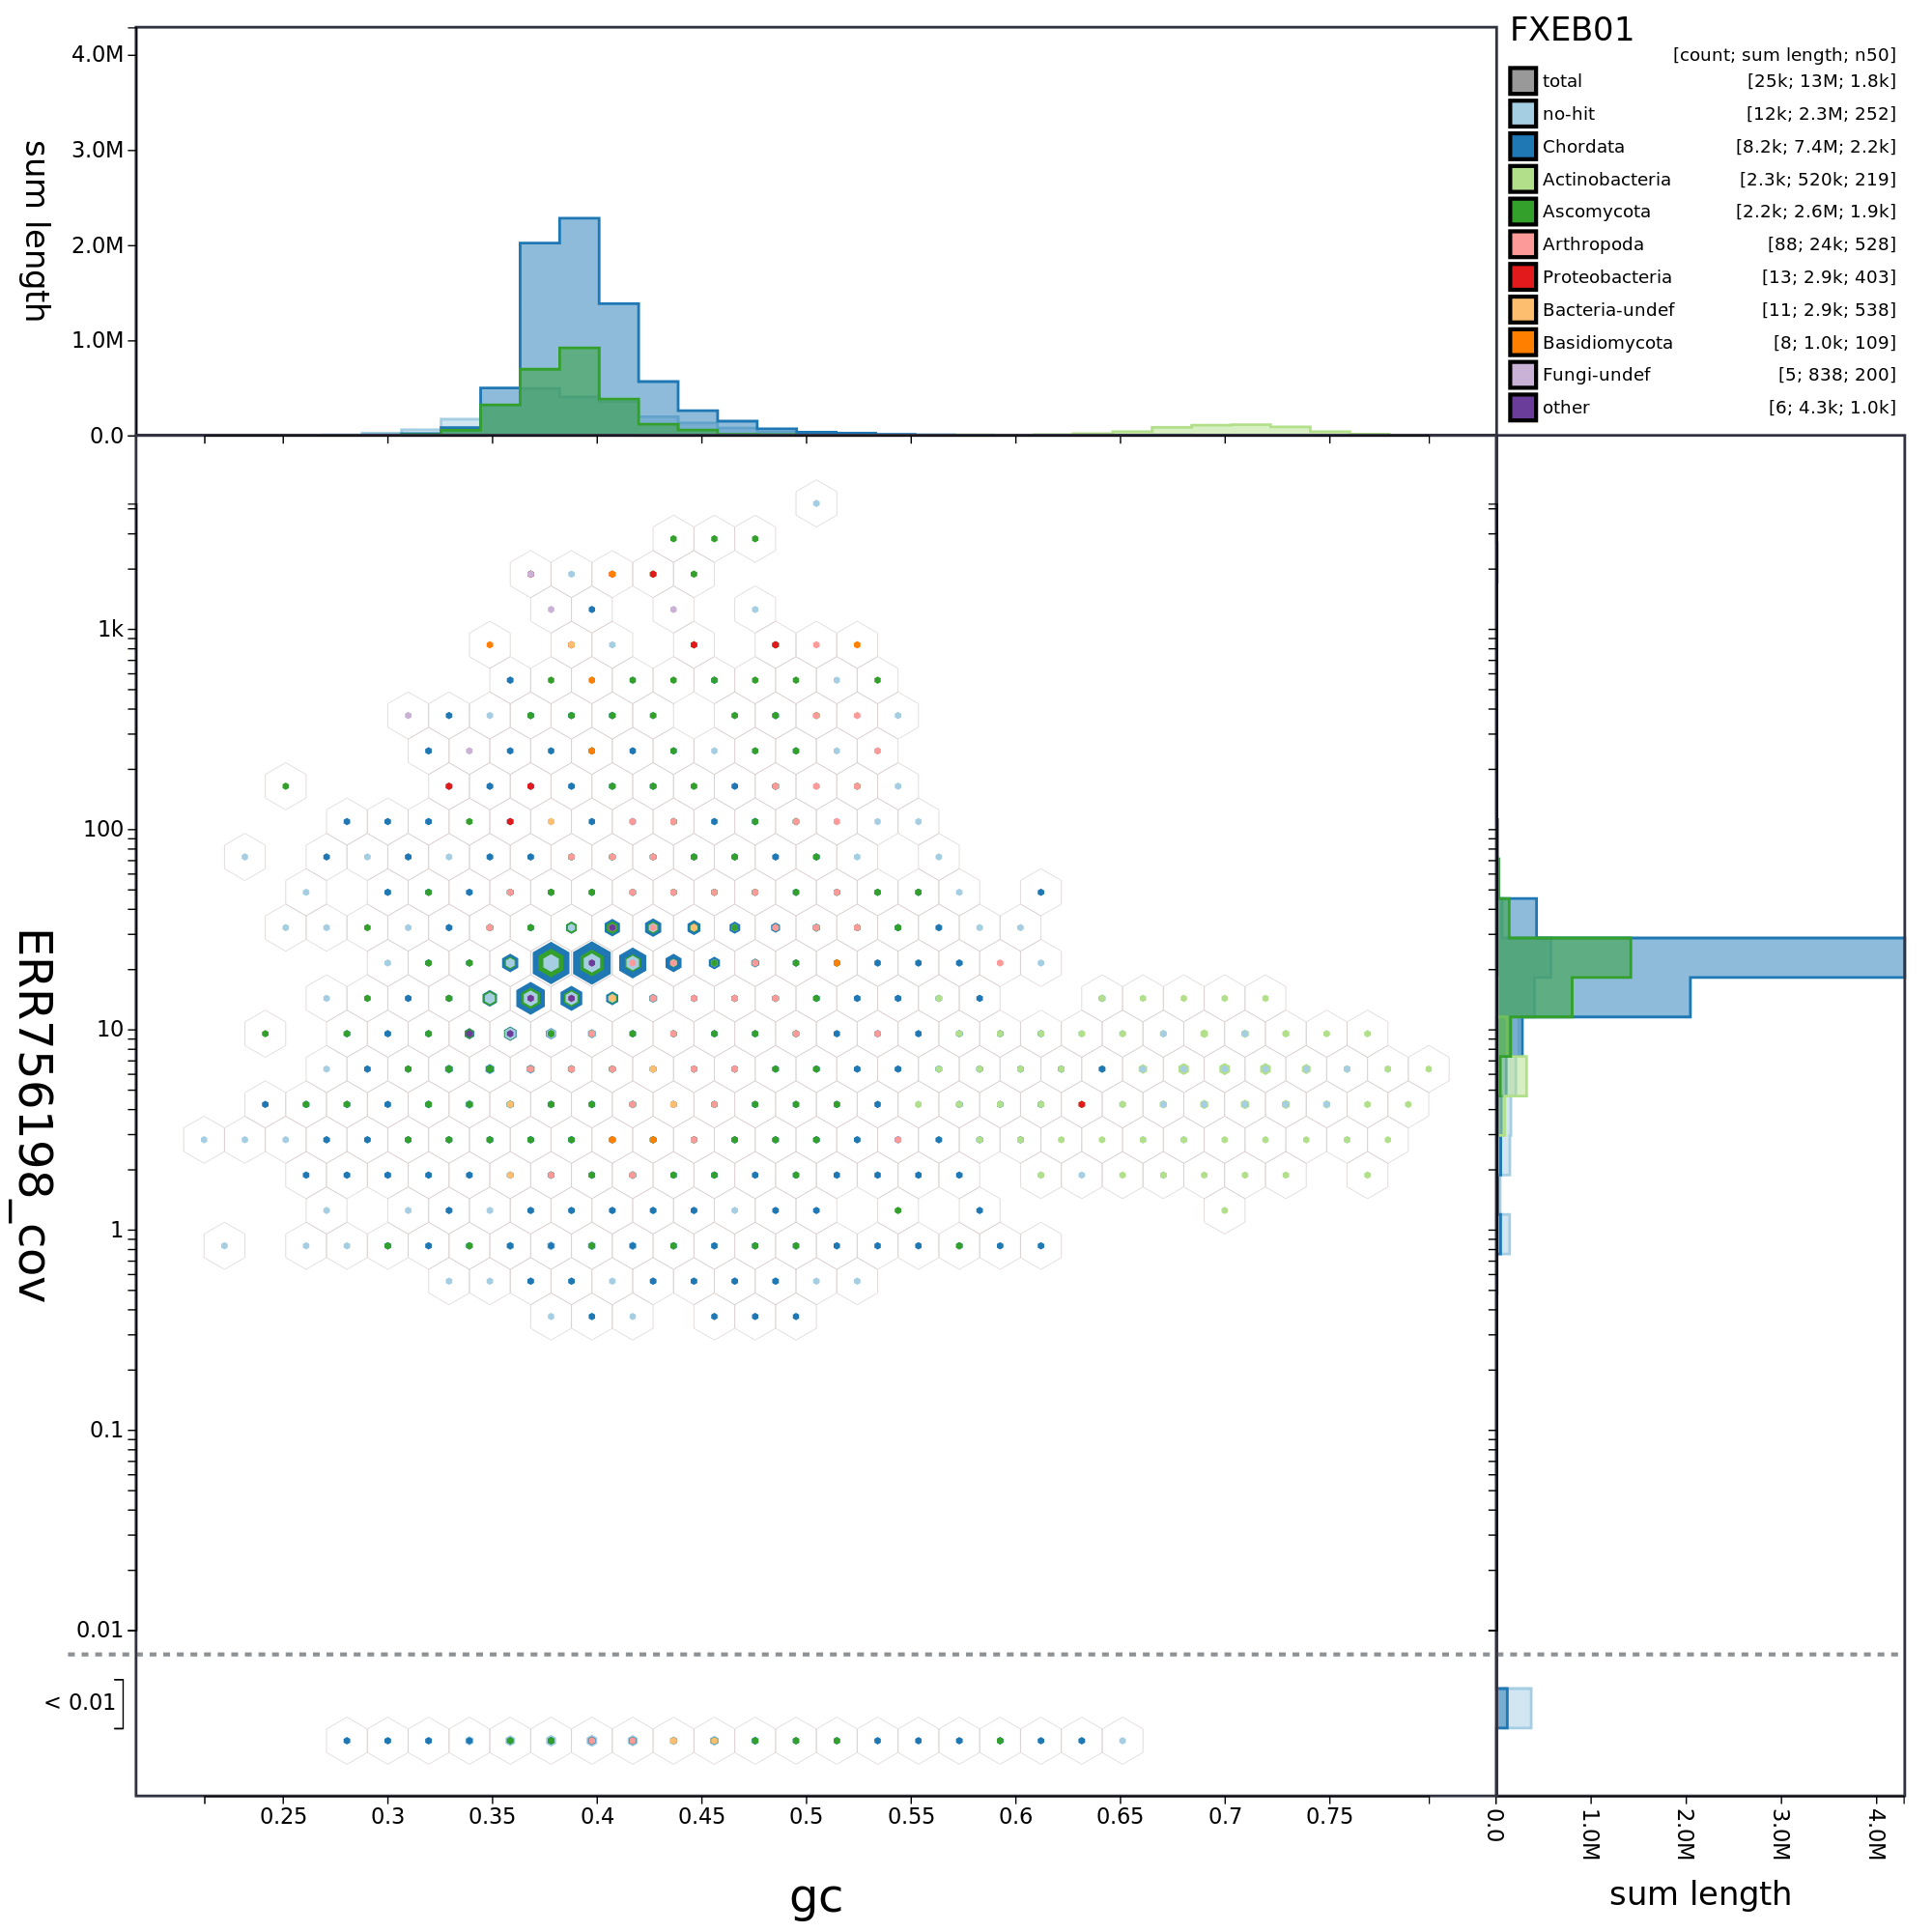 FXEB01
[count; sum length; n50]
total [25k; 13M; 1.8k]
no-hit [12k; 2.3M; 252]
Chordata [8.2k; 7.4M; 2.2k]
Actinobacteria [2.3k; 520k; 219]
Ascomycota [2.2k; 2.6M; 1.9k]
Arthropoda [88; 24k; 528]
Proteobacteria [13; 2.9k; 403]
Bacteria-undef [11; 2.9k; 538]
Basidiomycota [8; 1.0k; 109]
Fungi-undef [5; 838; 200]
other [6; 4.3k; 1.0k]
sum length
4.0M
3.0M
2.0M
1.0M
0.0
ERR756198_cov
1k
100
10
1
0.1
0.01
< 0.01
0.25 0.3 0.35 0.4 0.45 0.5 0.55 0.6 0.65 0.7 0.75
gc
0.0 1.0M 2.0M 3.0M 4.0M
sum length